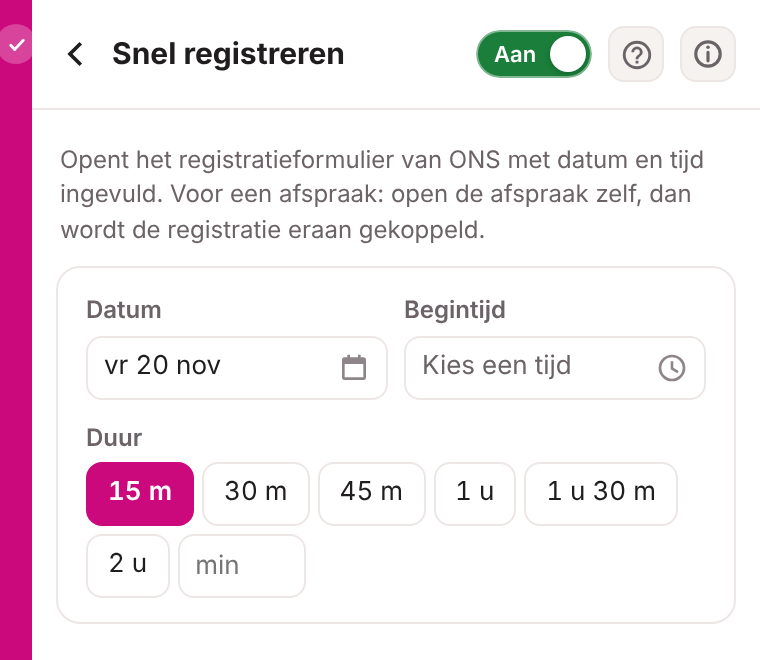 Snel registreren
Aan
Opent het registratieformulier van ONS met datum en tijd
ingevuld. Voor een afspraak: open de afspraak zelf, dan
wordt de registratie eraan gekoppeld.
Datum
Begintijd
vr 20 nov
Kies een tijd
Duur
15 m
30 m
45 m
1 u
1 u 30 m
2 u
min